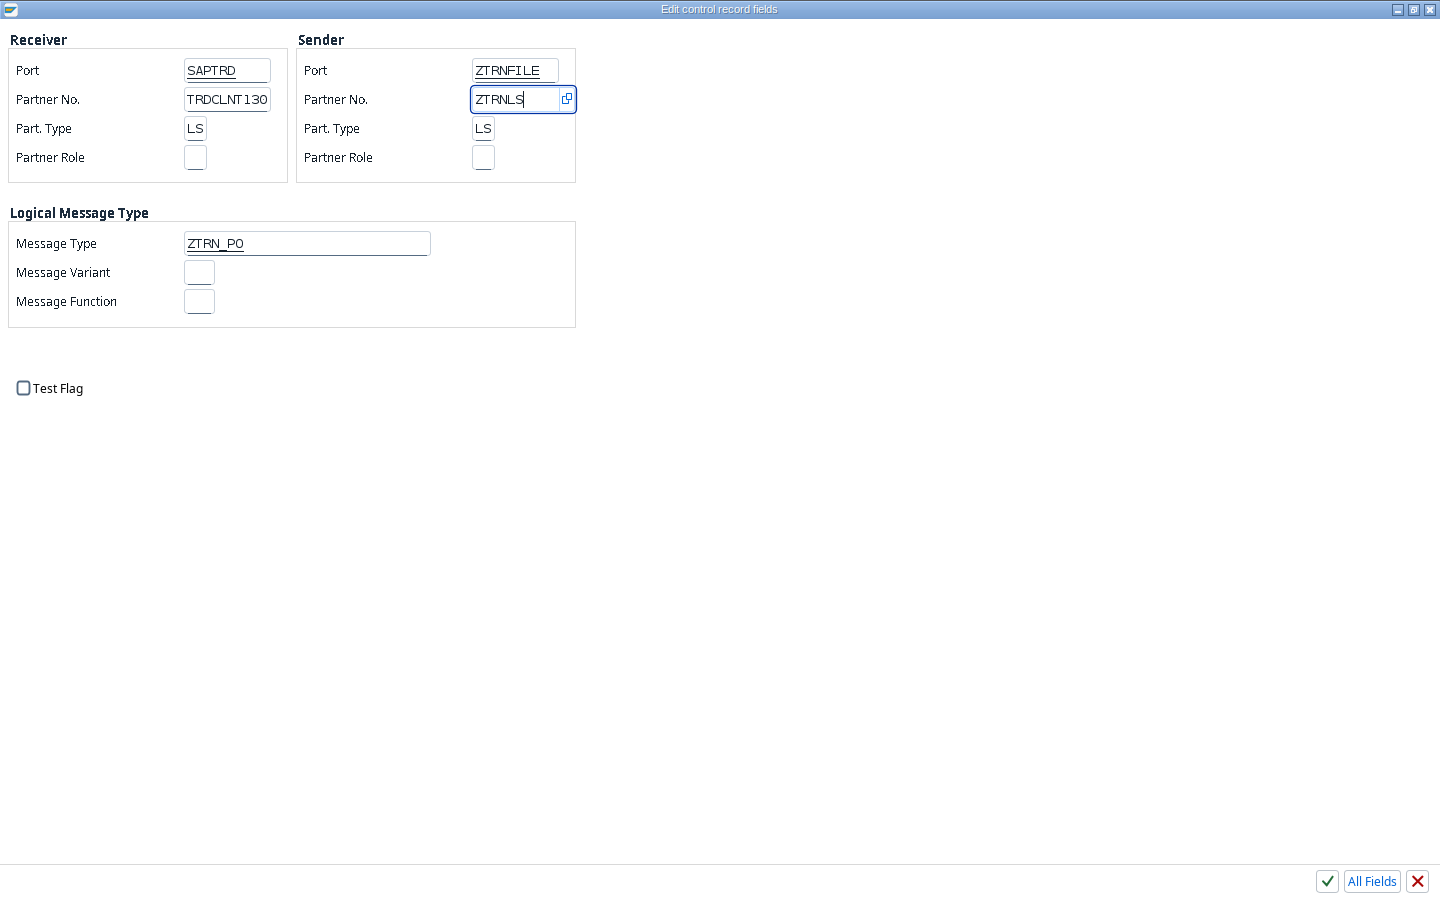 Edit control record fields
Receiver
Sender
Port SAPTRD
Port ZTRNFILE
Partner No. TRDCLNT130
Partner No. ZTRNLS
Part. Type LS
Part. Type LS
Partner Role
Partner Role
Logical Message Type
Message Type ZTRN_PO
Message Variant
Message Function
Test Flag
All Fields